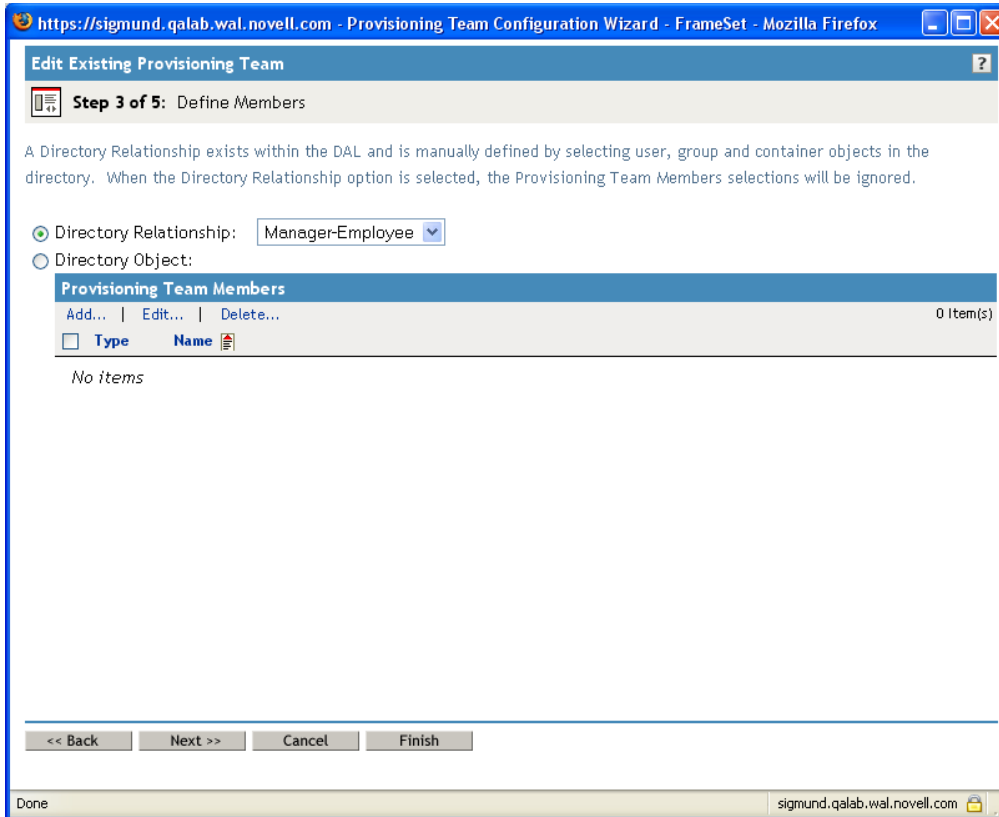 https://sigmund.qalab.wal.novell.com - Provisioning Team Configuration Wizard - FrameSet - Mozilla Firefox
Edit Existing Provisioning Team ?
Step 3 of 5: Define Members
A Directory Relationship exists within the DAL and is manually defined by selecting user, group and container objects in the
directory. When the Directory Relationship option is selected, the Provisioning Team Members selections will be ignored.
Directory Relationship: Manager-Employee
Directory Object:
Provisioning Team Members
Add... | Edit... | Delete... 0 Item(s)
Type Name
No items
<< Back Next >> Cancel Finish
Done sigmund.qalab.wal.novell.com